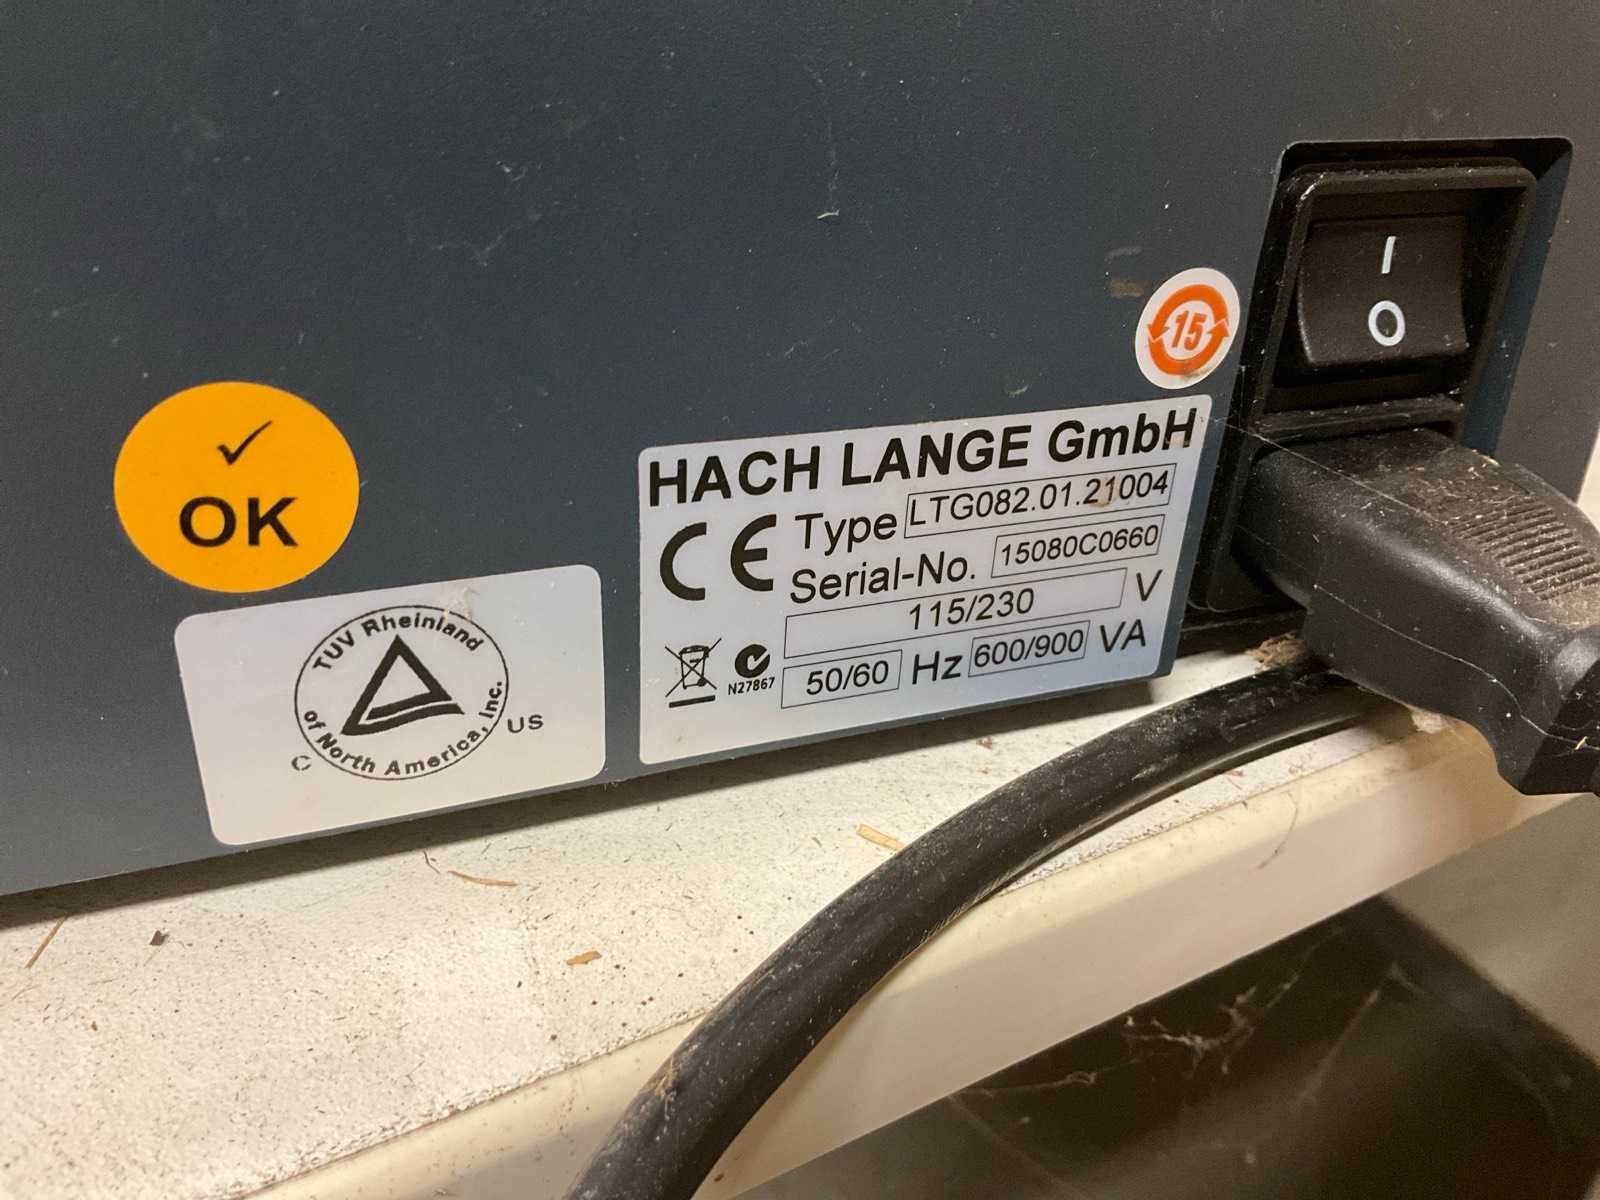 I
O
15
✓
OK
HACH LANGE GmbH
CE Type LTG082.01.21004
Serial-No. 15080C0660
115/230 V
N27867 50/60 Hz 600/900 VA
TUV Rheinland
of North America, Inc.
C US